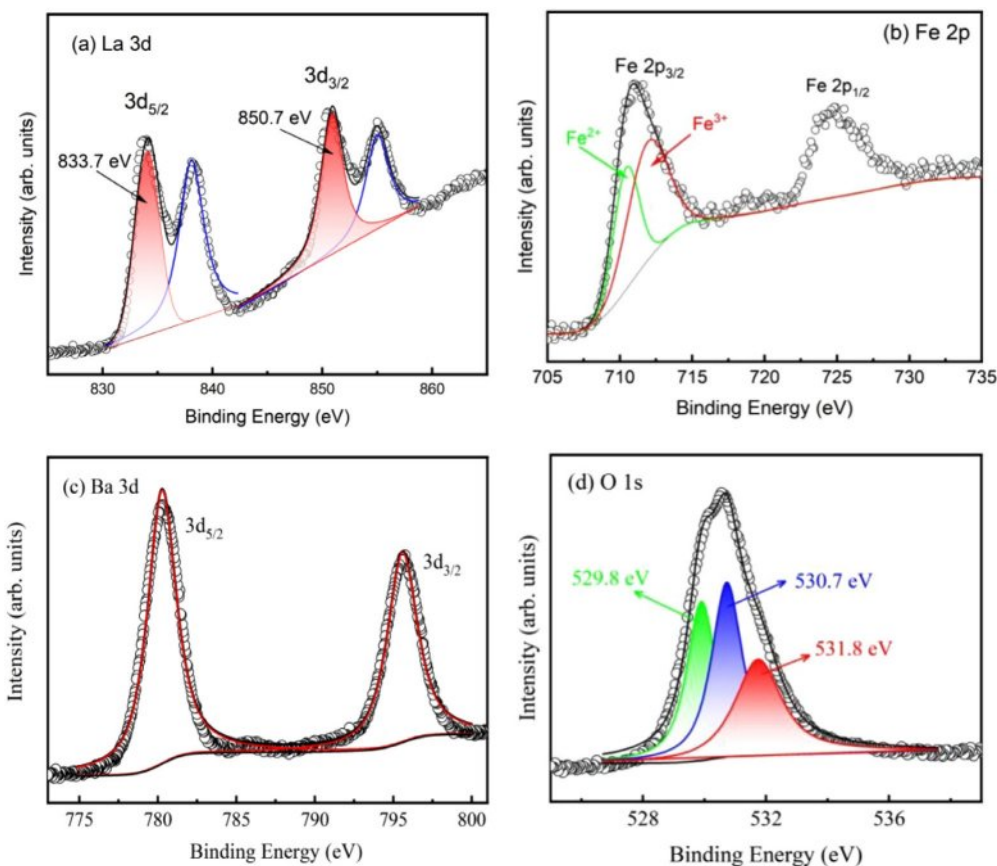 (a) La 3d
3d3/2
3d5/2
850.7 eV
833.7 eV
Intensity (arb. units)
830 840 850 860
Binding Energy (eV)
(b) Fe 2p
Fe 2p3/2
Fe 2p1/2
Fe2+
Fe3+
Intensity (arb. units)
705 710 715 720 725 730 735
Binding Energy (eV)
(c) Ba 3d
3d5/2
3d3/2
Intensity (arb. units)
775 780 785 790 795 800
Binding Energy (eV)
(d) O 1s
529.8 eV
530.7 eV
531.8 eV
Intensity (arb. units)
528 532 536
Binding Energy (eV)